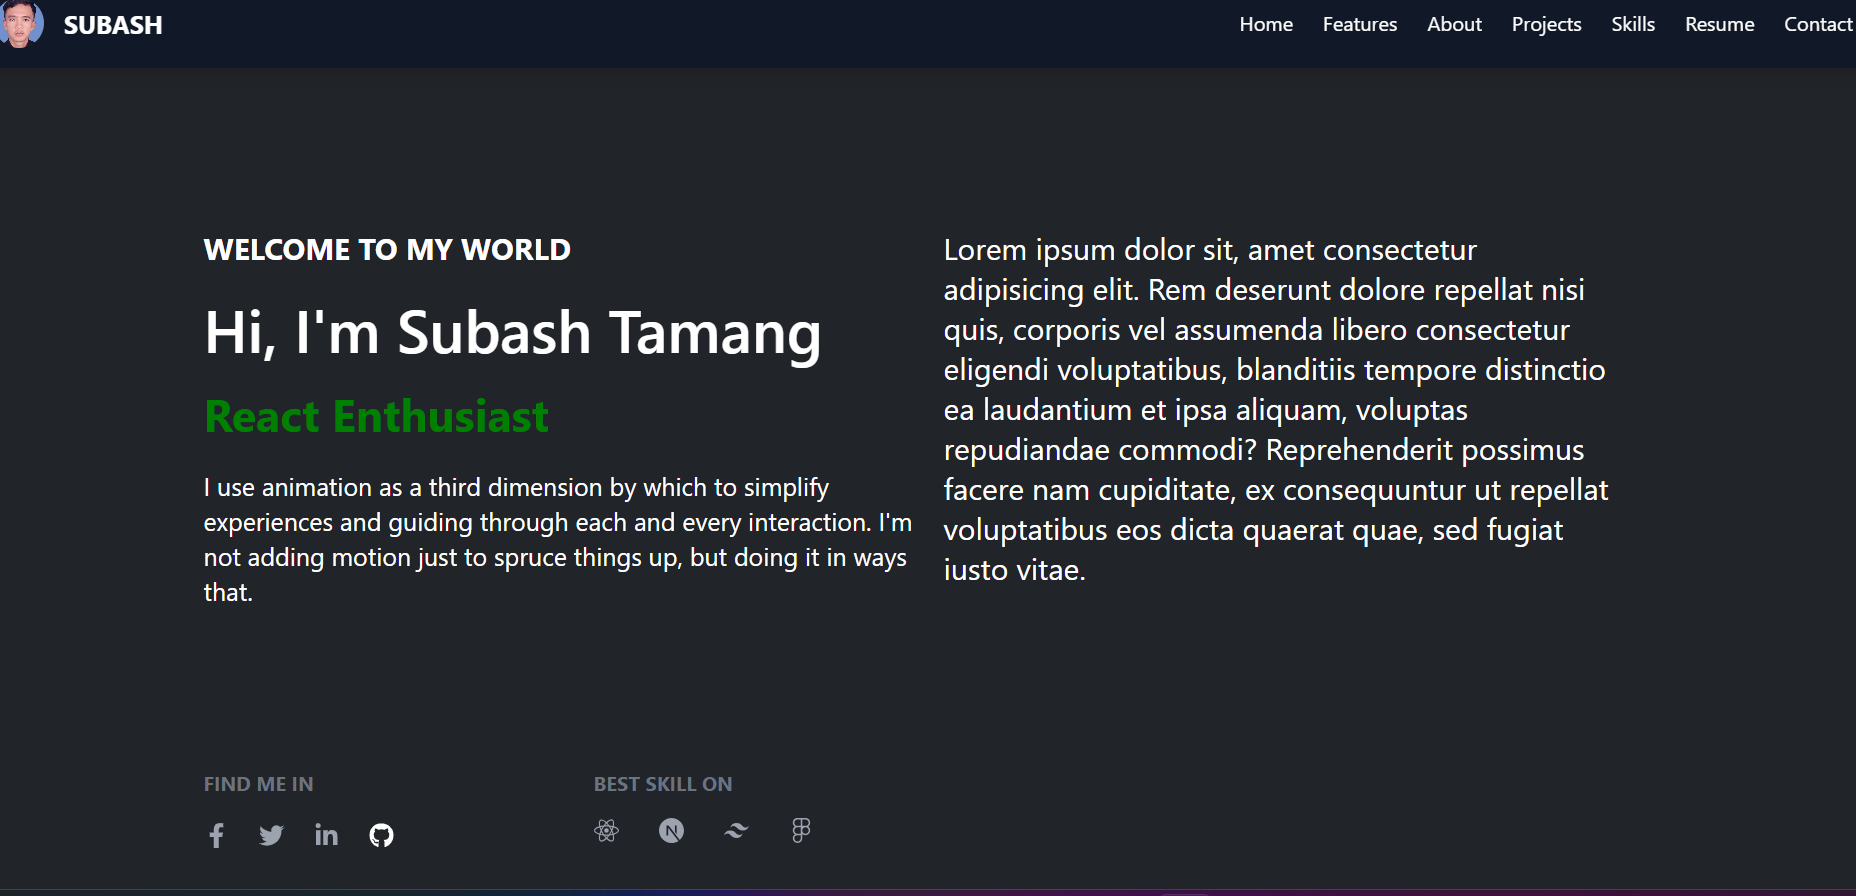 SUBASH
Home Features About Projects Skills Resume Contact
WELCOME TO MY WORLD
Hi, I'm Subash Tamang
React Enthusiast
I use animation as a third dimension by which to simplify
experiences and guiding through each and every interaction. I'm
not adding motion just to spruce things up, but doing it in ways
that.
Lorem ipsum dolor sit, amet consectetur
adipisicing elit. Rem deserunt dolore repellat nisi
quis, corporis vel assumenda libero consectetur
eligendi voluptatibus, blanditiis tempore distinctio
ea laudantium et ipsa aliquam, voluptas
repudiandae commodi? Reprehenderit possimus
facere nam cupiditate, ex consequuntur ut repellat
voluptatibus eos dicta quaerat quae, sed fugiat
iusto vitae.
FIND ME IN
BEST SKILL ON